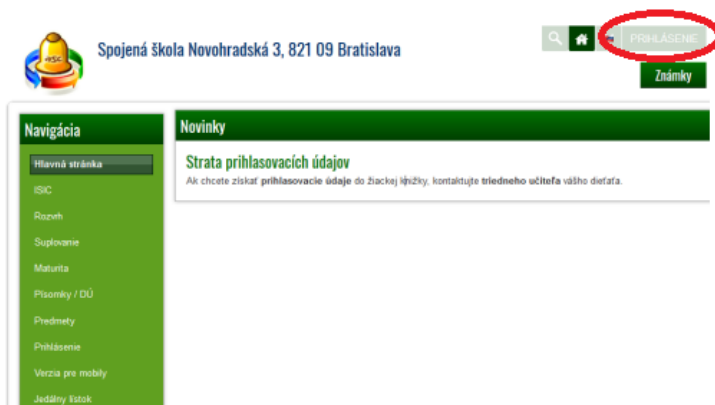 aSc
Spojená škola Novohradská 3, 821 09 Bratislava
PRIHLÁSENIE
Známky
Navigácia
Hlavná stránka
ISIC
Rozvrh
Suplovanie
Maturita
Písomky / DÚ
Predmety
Prihlásenie
Verzia pre mobily
Jedálny lístok
Novinky
Strata prihlasovacích údajov
Ak chcete získať prihlasovacie údaje do žiackej knižky, kontaktujte triedneho učiteľa vášho dieťaťa.